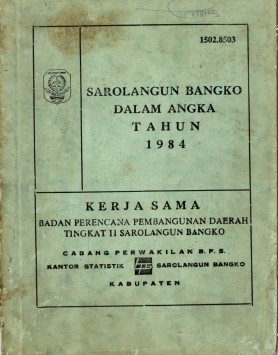 1502.8503
SAROLANGUN BANGKO
DALAM ANGKA
TAHUN
1984
KERJA SAMA
BADAN PERENCANA PEMBANGUNAN DAERAH
TINGKAT II SAROLANGUN BANGKO
CABANG PERWAKILAN B.P.S.
KANTOR STATISTIK SAROLANGUN BANGKO
KABUPATEN